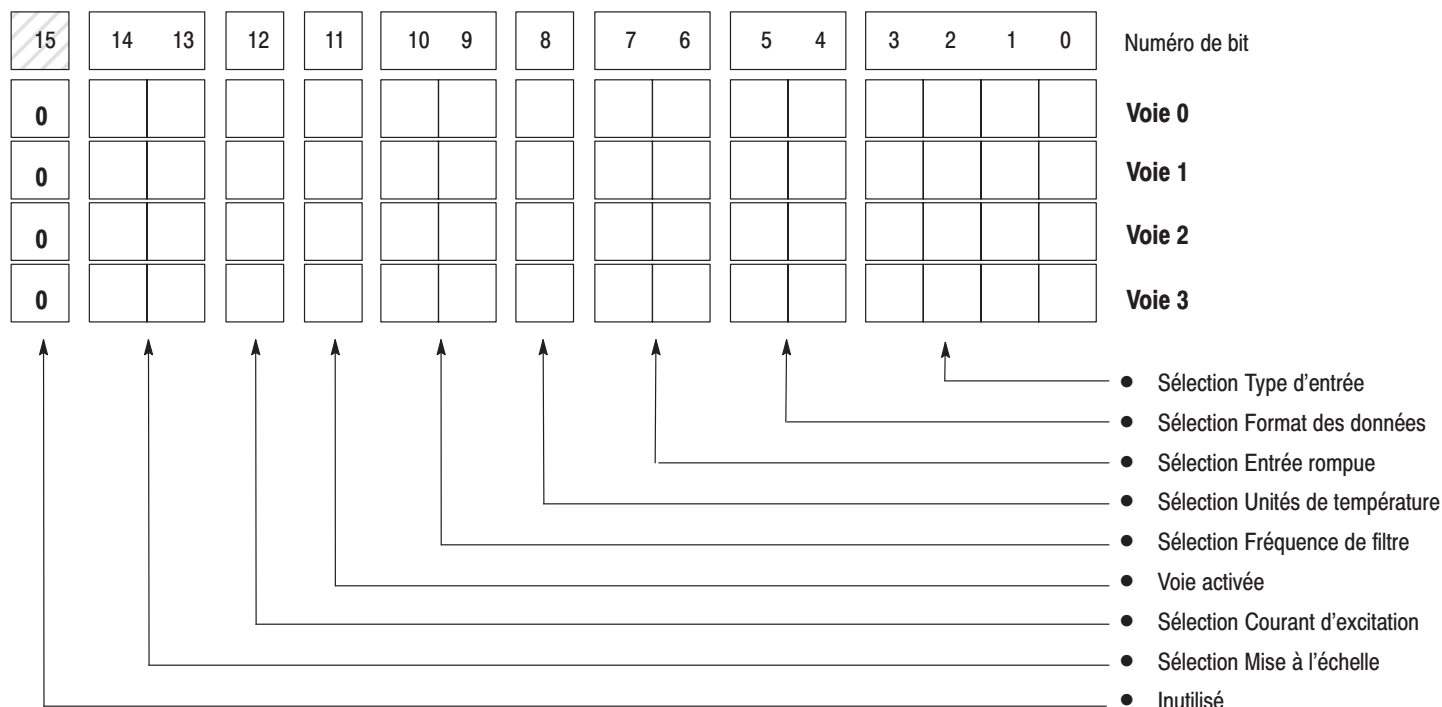 15 14 13 12 11 10 9 8 7 6 5 4 3 2 1 0 Numéro de bit
0 Voie 0
0 Voie 1
0 Voie 2
0 Voie 3
● Sélection Type d’entrée
● Sélection Format des données
● Sélection Entrée rompue
● Sélection Unités de température
● Sélection Fréquence de filtre
● Voie activée
● Sélection Courant d’excitation
● Sélection Mise à l’échelle
● Inutilisé